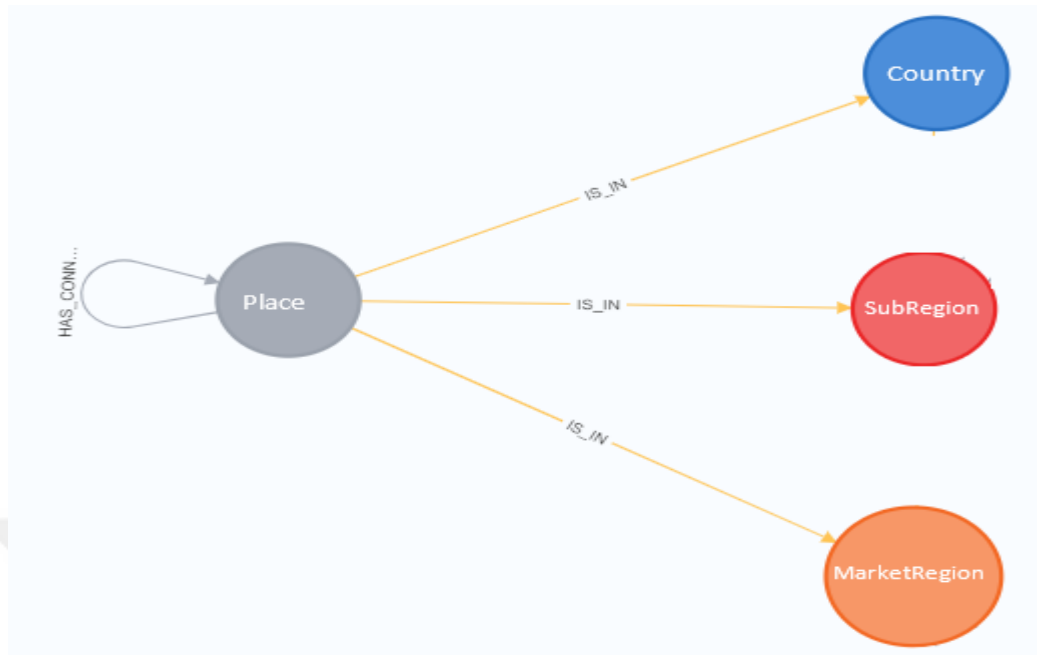 Country
IS_IN
HAS_CONN...
Place
IS_IN
SubRegion
IS_IN
MarketRegion